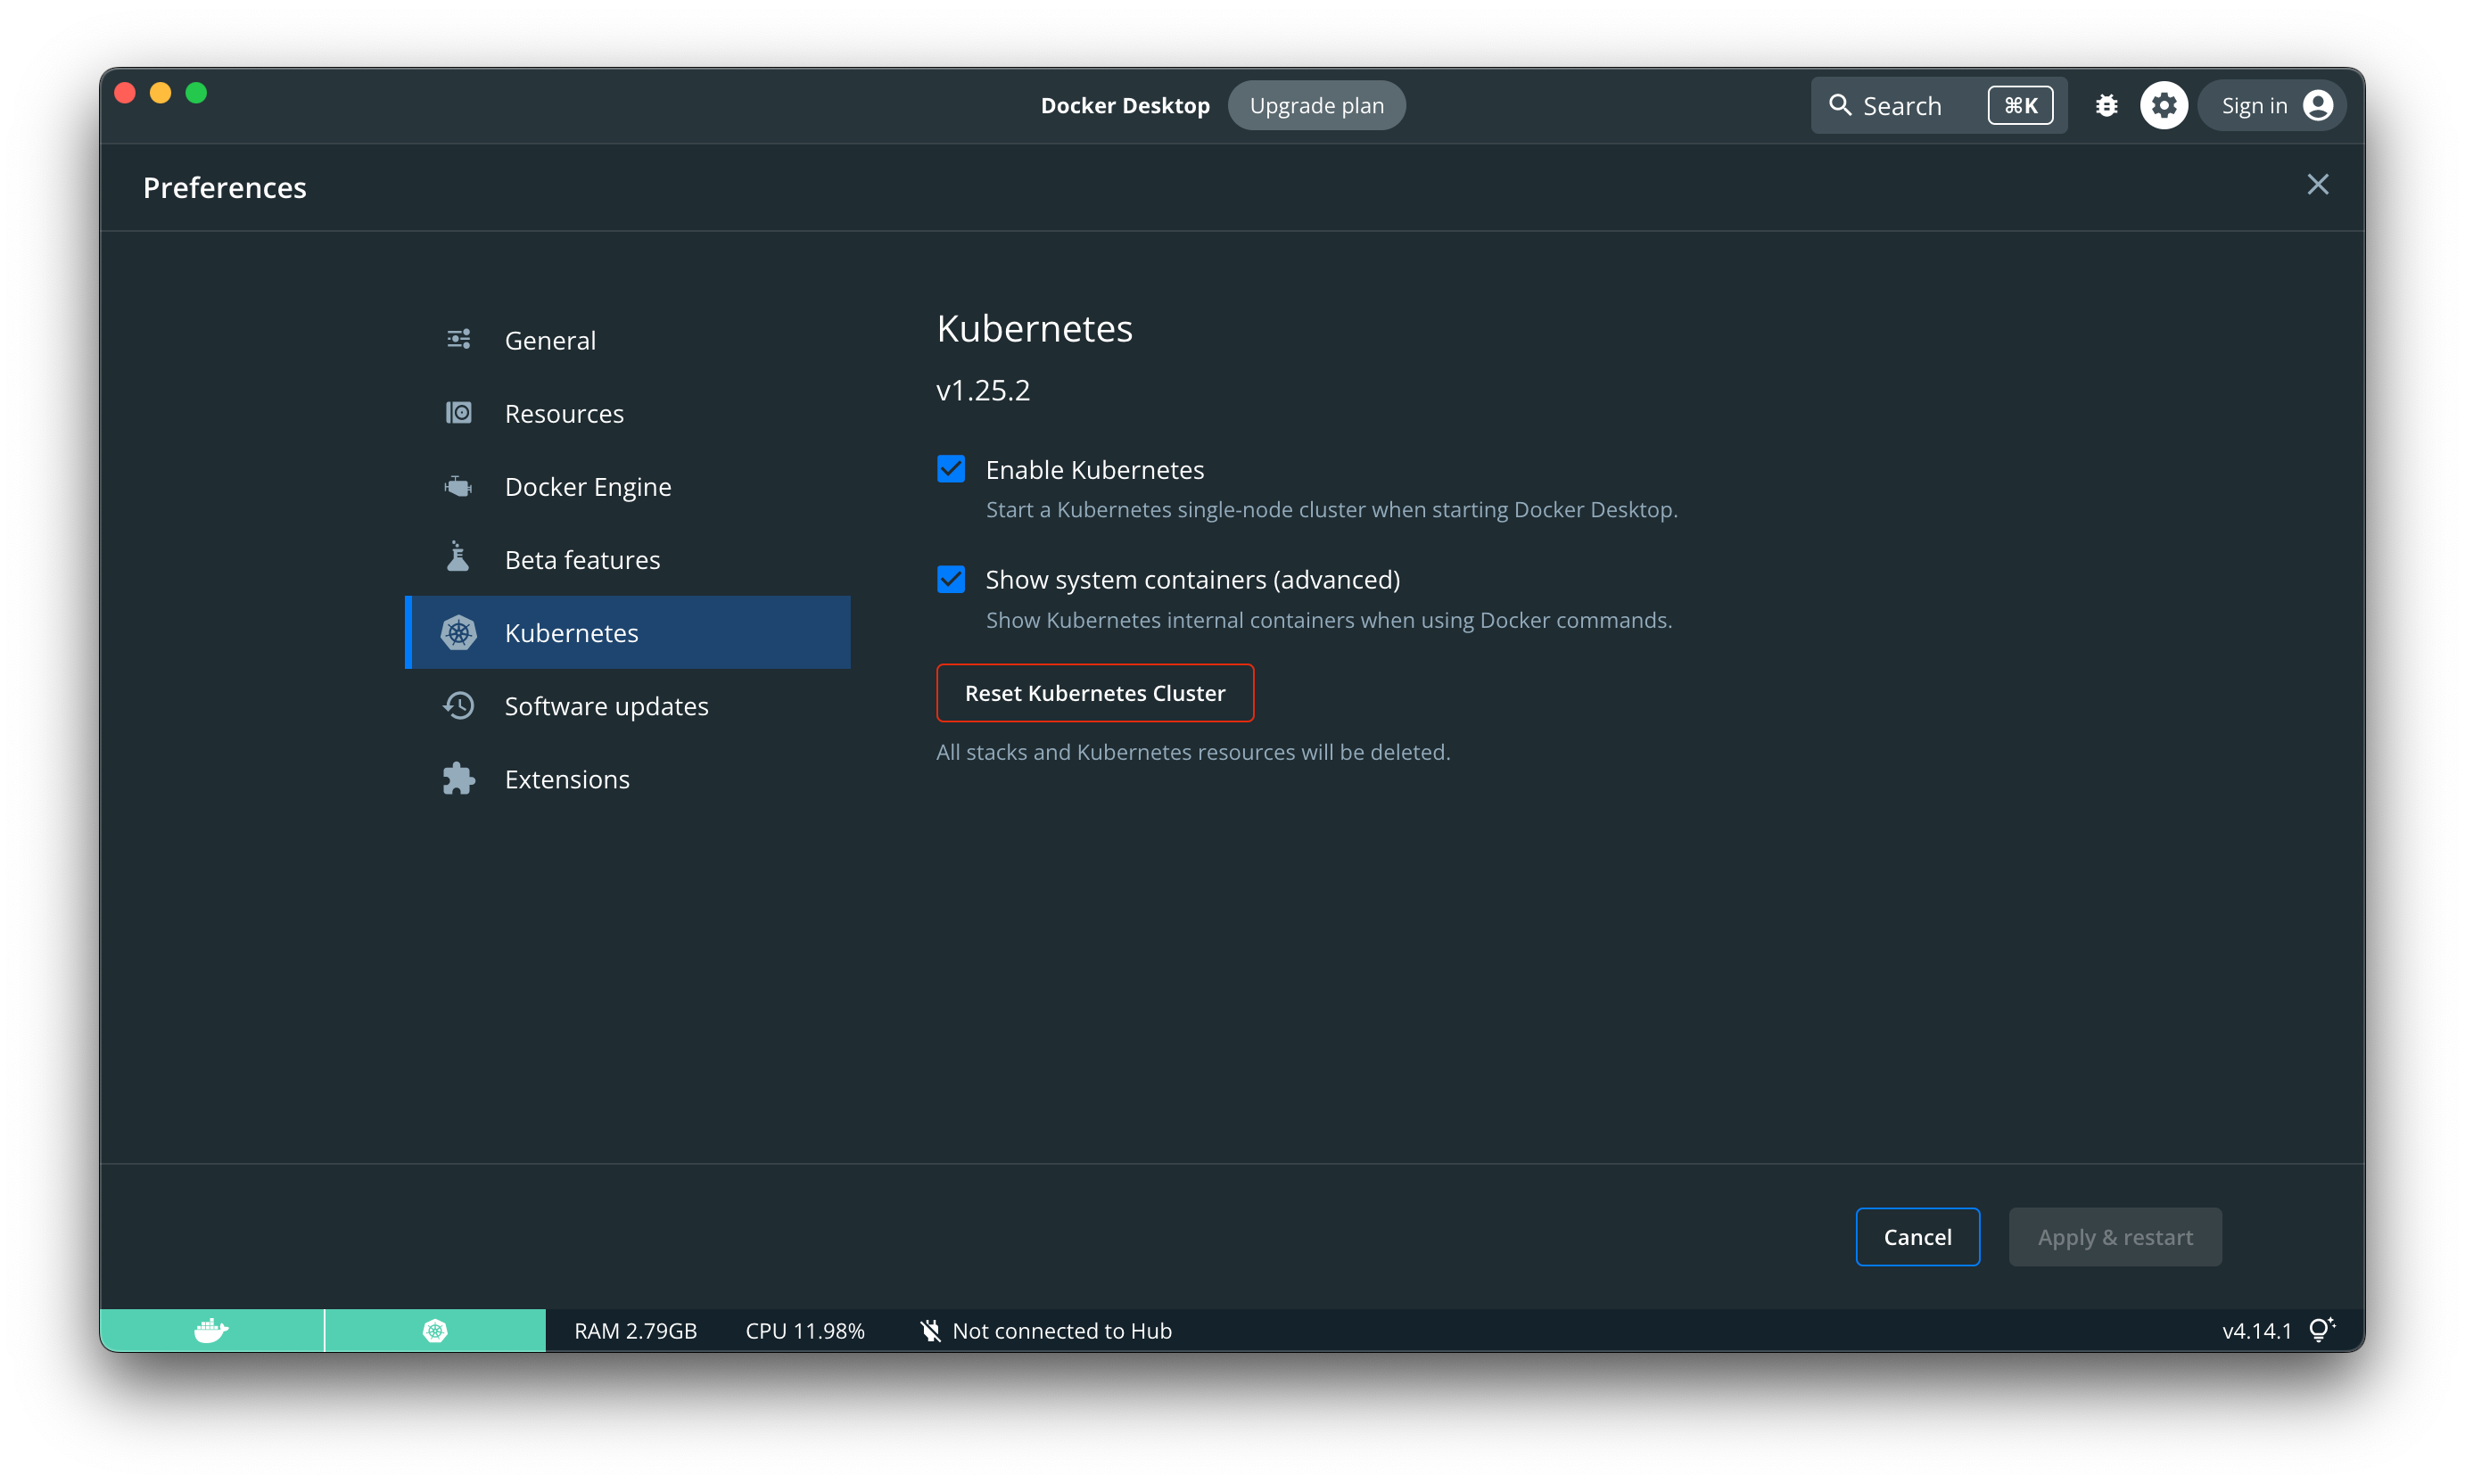 Docker Desktop
Upgrade plan
Search
⌘K
Sign in
Preferences
General
Resources
Docker Engine
Beta features
Kubernetes
Software updates
Extensions
Kubernetes
v1.25.2
Enable Kubernetes
Start a Kubernetes single-node cluster when starting Docker Desktop.
Show system containers (advanced)
Show Kubernetes internal containers when using Docker commands.
Reset Kubernetes Cluster
All stacks and Kubernetes resources will be deleted.
Cancel
Apply & restart
RAM 2.79GB
CPU 11.98%
Not connected to Hub
v4.14.1